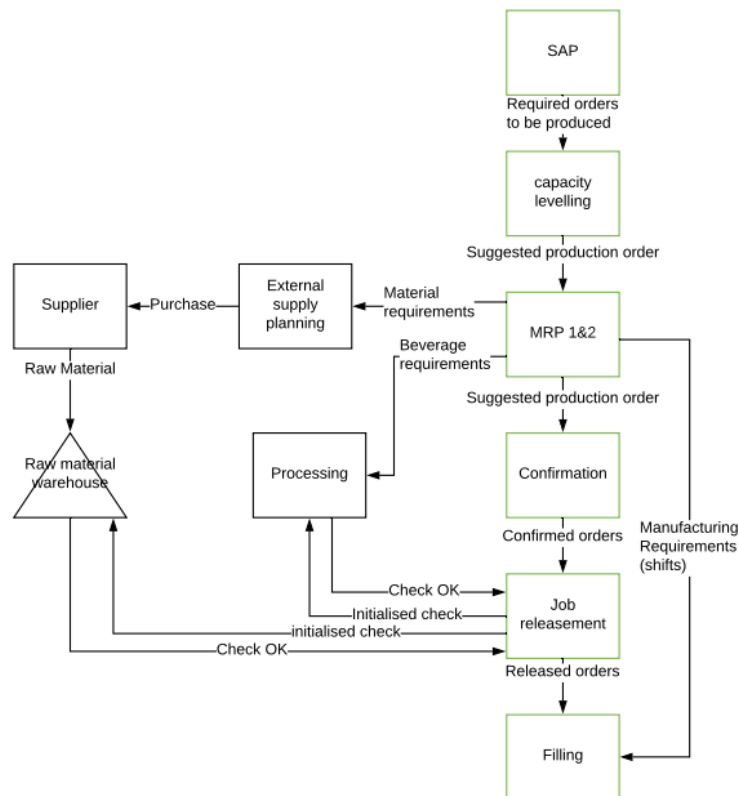 SAP
Required orders
to be produced
capacity
levelling
Suggested production order
Supplier
Purchase
External
supply
planning
Material
requirements
MRP 1&2
Beverage
requirements
Raw Material
Suggested production order
Raw material
warehouse
Processing
Confirmation
Manufacturing
Requirements
(shifts)
Confirmed orders
Check OK
Initialised check
initialised check
Check OK
Job
releasement
Released orders
Filling